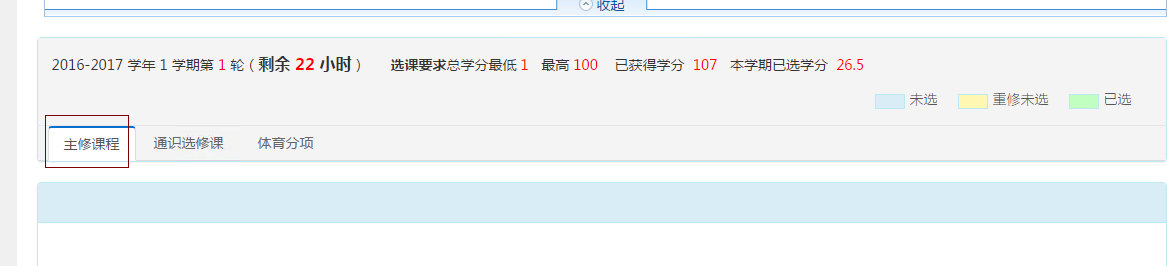 收起
2016-2017 学年 1 学期第 1 轮（剩余 22 小时） 选课要求总学分最低 1 最高 100 已获得学分 107 本学期已选学分 26.5
未选 重修未选 已选
主修课程 通识选修课 体育分项